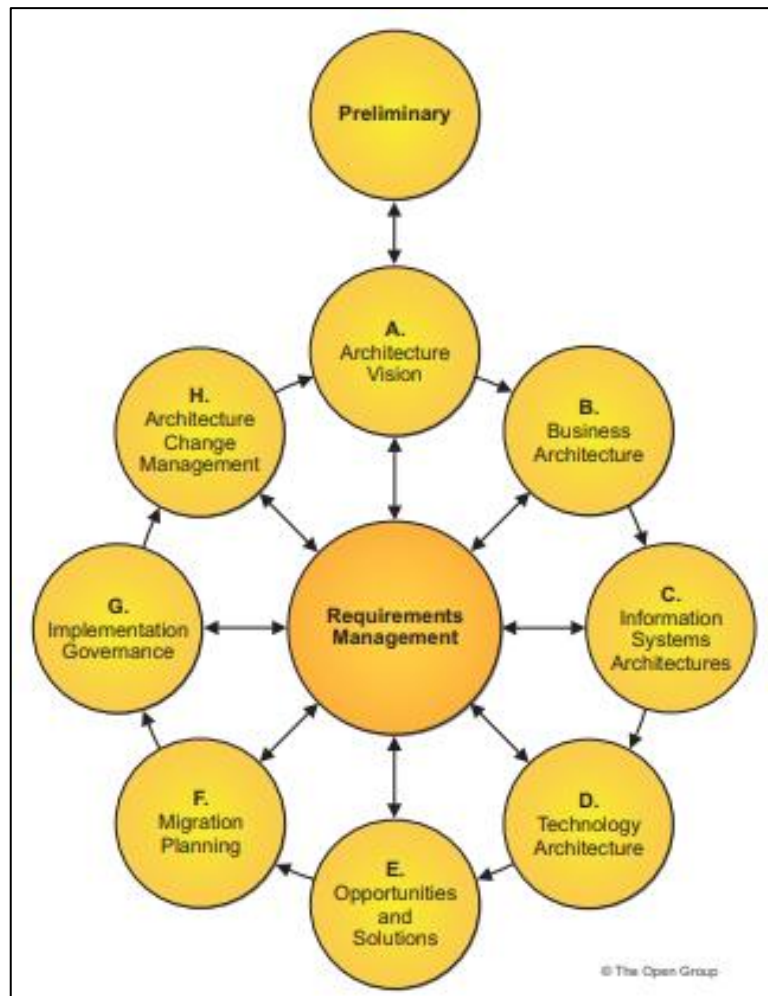 Preliminary
A.
Architecture
Vision
B.
Business
Architecture
C.
Information
Systems
Architectures
D.
Technology
Architecture
E.
Opportunities
and
Solutions
F.
Migration
Planning
G.
Implementation
Governance
H.
Architecture
Change
Management
Requirements
Management
© The Open Group